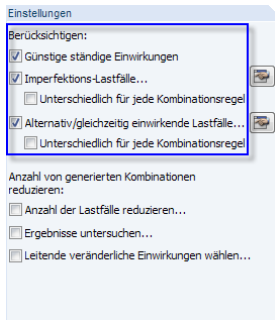 Einstellungen
Berücksichtigen:
Günstige ständige Einwirkungen
Imperfektions-Lastfälle...
Unterschiedlich für jede Kombinationsregel
Alternativ/gleichzeitig einwirkende Lastfälle...
Unterschiedlich für jede Kombinationsregel
Anzahl von generierten Kombinationen
reduzieren:
Anzahl der Lastfälle reduzieren...
Ergebnisse untersuchen...
Leitende veränderliche Einwirkungen wählen...